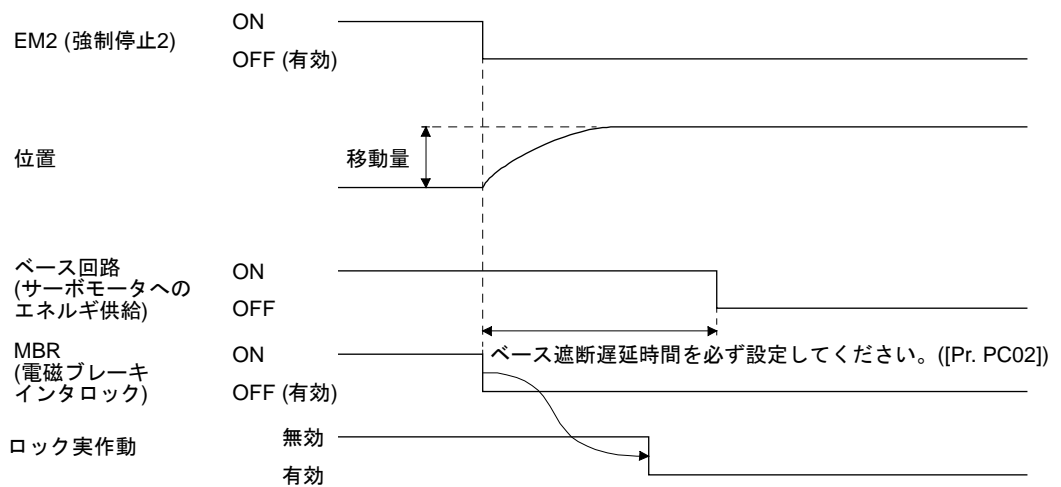 EM2 (強制停止2)
ON
OFF (有効)
位置
移動量
ベース回路
(サーボモータへの
エネルギ供給)
ON
OFF
MBR
(電磁ブレーキ
インタロック)
ON
OFF (有効)
ベース遮断遅延時間を必ず設定してください。([Pr. PC02])
ロック実作動
無効
有効